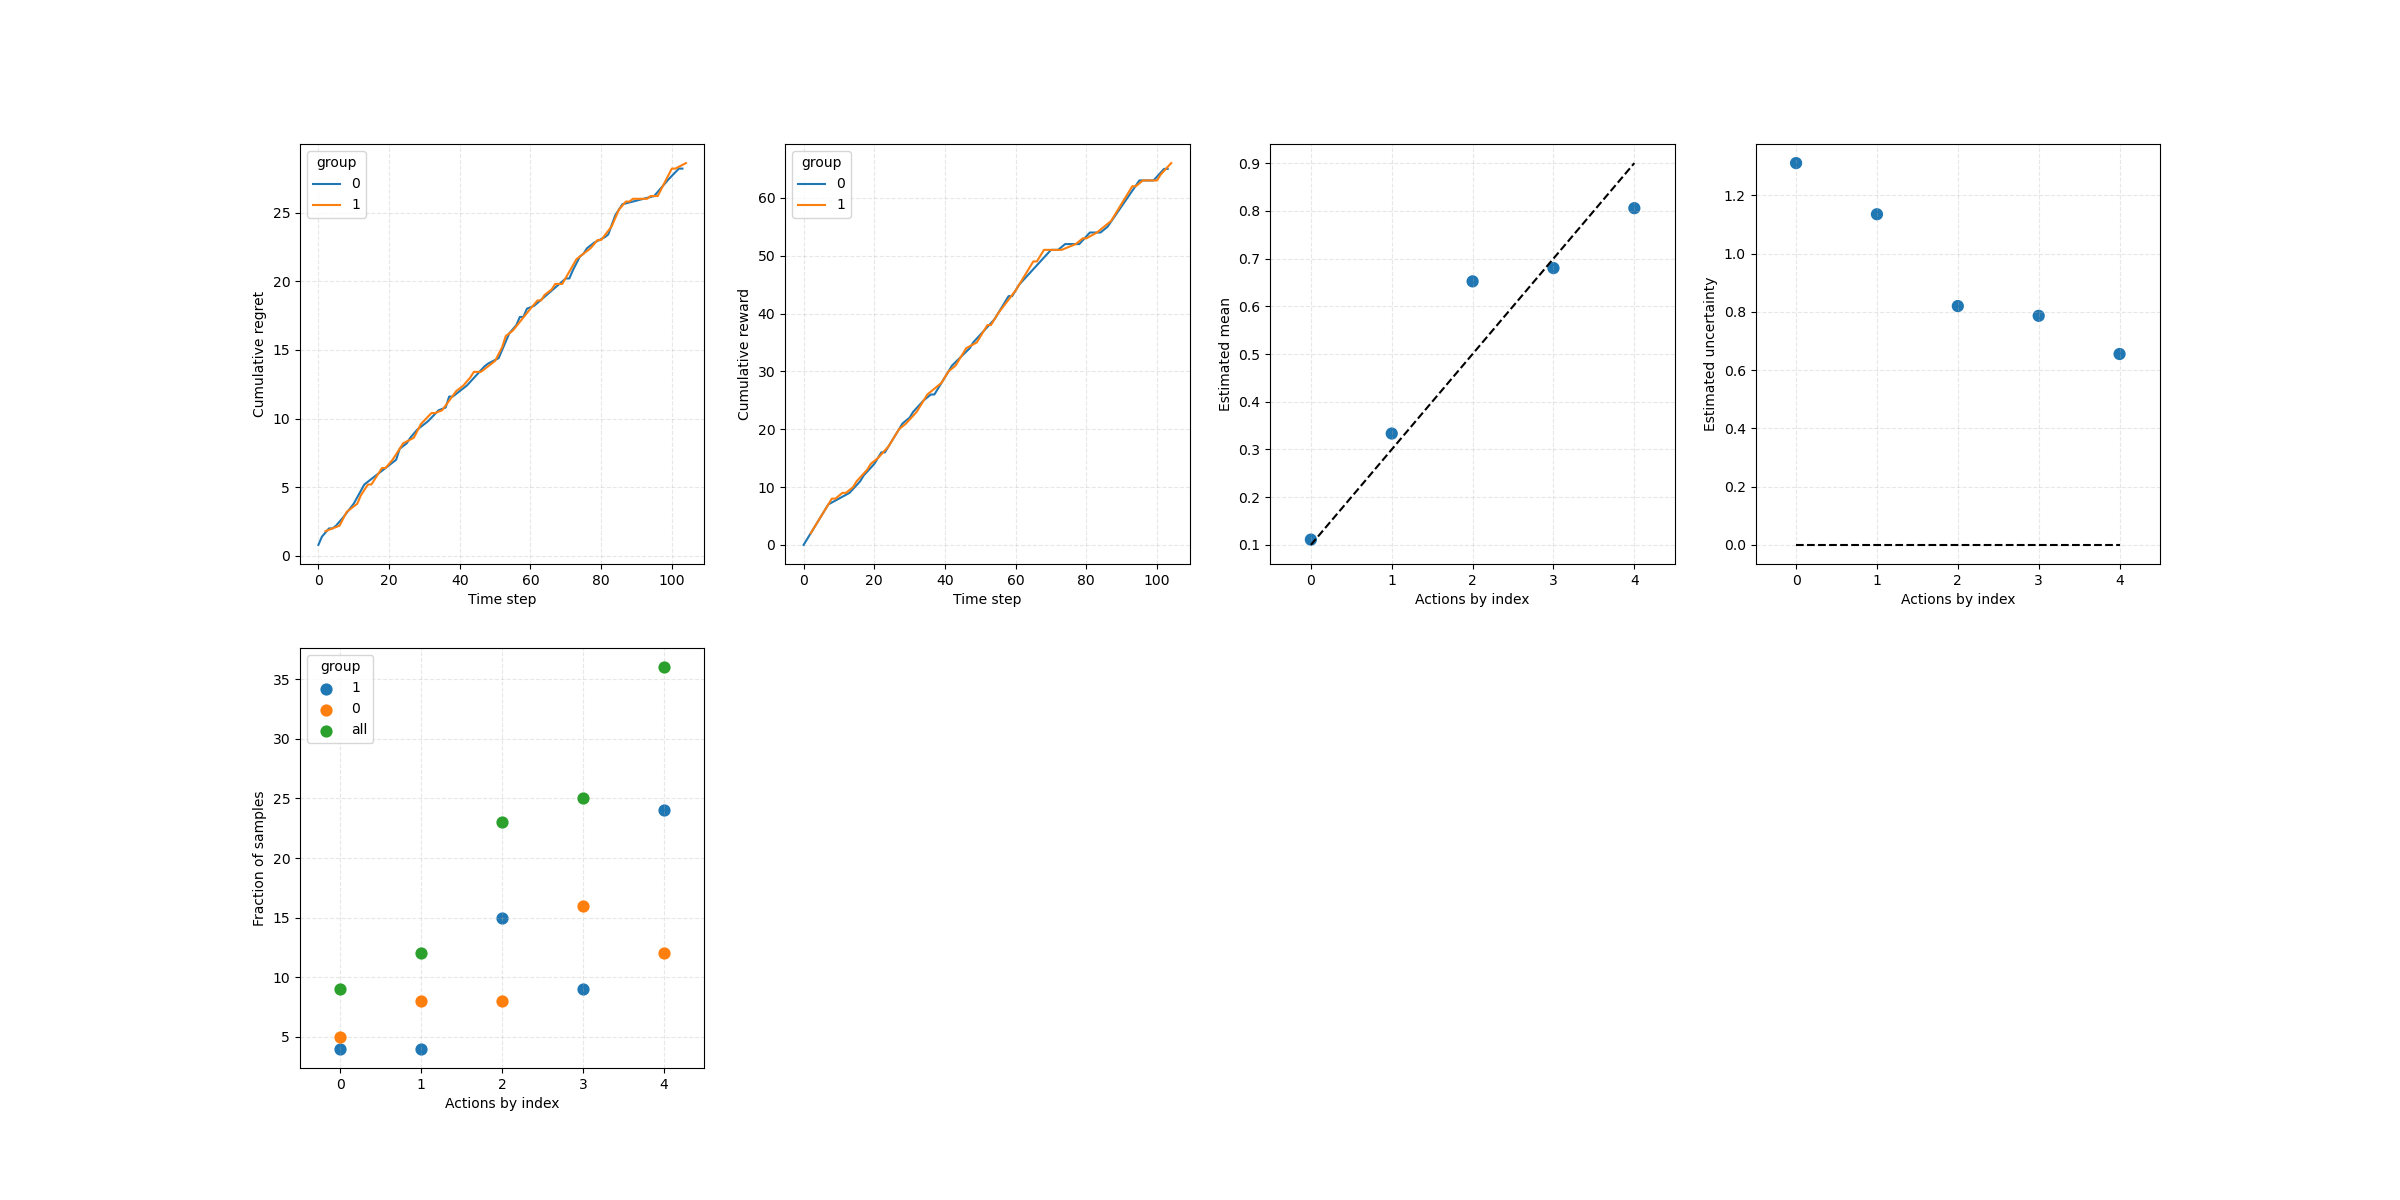 group
0
1
25
20
15
10
5
0
Cumulative regret
0 20 40 60 80 100
Time step
group
0
1
60
50
40
30
20
10
0
Cumulative reward
0 20 40 60 80 100
Time step
0.9
0.8
0.7
0.6
0.5
0.4
0.3
0.2
0.1
Estimated mean
0 1 2 3 4
Actions by index
1.2
1.0
0.8
0.6
0.4
0.2
0.0
Estimated uncertainty
0 1 2 3 4
Actions by index
group
1
0
all
35
30
25
20
15
10
5
Fraction of samples
0 1 2 3 4
Actions by index